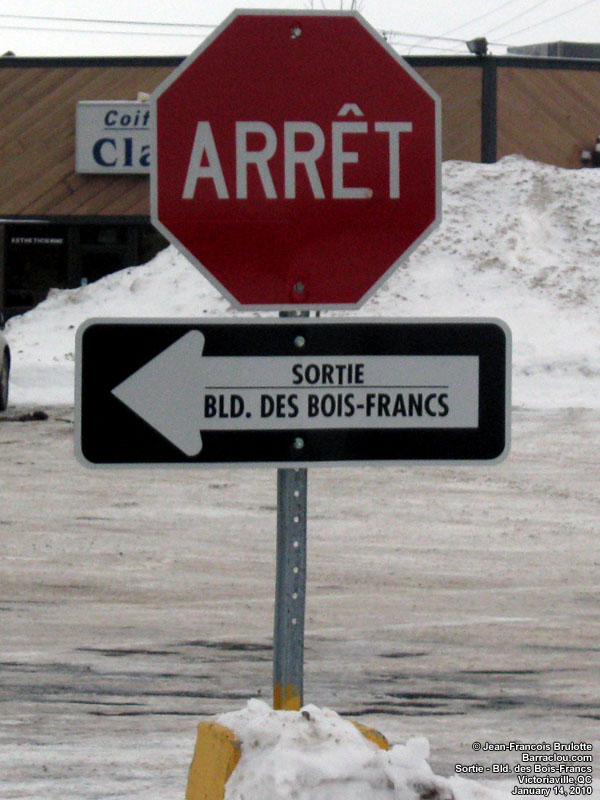 Coif
Cla
ARRÊT
ESTHÉTICIENNE
SORTIE
BLD. DES BOIS-FRANCS
© Jean-François Brulotte
Barraclou.com
Sortie - Bld. des Bois-Francs
Victoriaville,QC
January 14, 2010